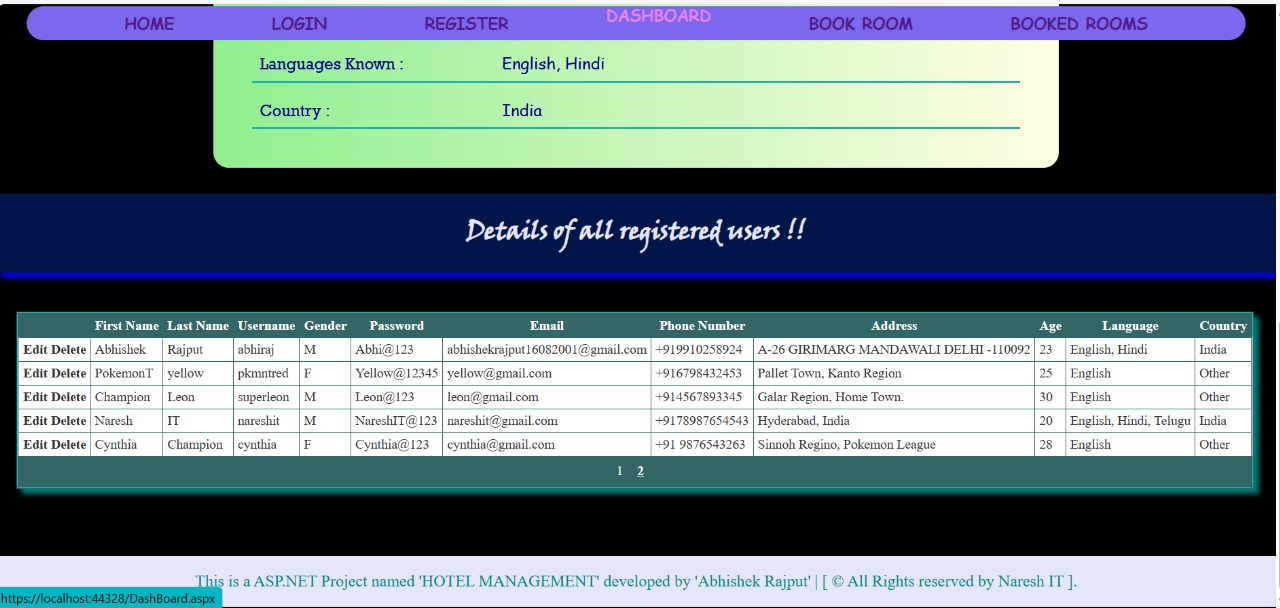 HOME LOGIN REGISTER DASHBOARD BOOK ROOM BOOKED ROOMS
Languages Known : English, Hindi
Country : India
Details of all registered users !!
First Name Last Name Username Gender Password Email Phone Number Address Age Language Country
Edit Delete Abhishek Rajput abhiraj M Abhi@123 abhishekrajput16082001@gmail.com +919910258924 A-26 GIRIMARG MANDAWALI DELHI -110092 23 English, Hindi India
Edit Delete PokemonT yellow pkmntred F Yellow@12345 yellow@gmail.com +916798432453 Pallet Town, Kanto Region 25 English Other
Edit Delete Champion Leon superleon M Leon@123 leon@gmail.com +914567893345 Galar Region, Home Town. 30 English Other
Edit Delete Naresh IT nareshit M NareshIT@123 nareshit@gmail.com +9178987654543 Hyderabad, India 20 English, Hindi, Telugu India
Edit Delete Cynthia Champion cynthia F Cynthia@123 cynthia@gmail.com +91 9876543263 Sinnoh Regino, Pokemon League 28 English Other
1 2
This is a ASP.NET Project named 'HOTEL MANAGEMENT' developed by 'Abhishek Rajput' | [ © All Rights reserved by Naresh IT ].
https://localhost:44328/DashBoard.aspx